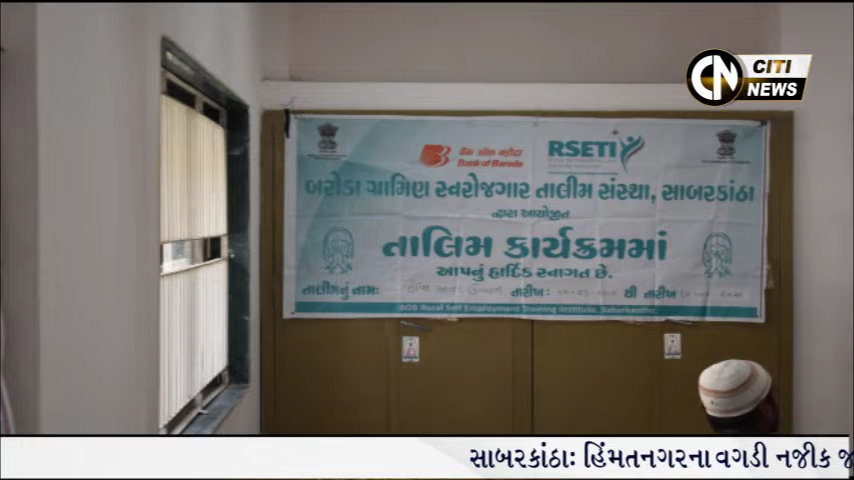 CITI
NEWS
CN
बैंक ऑफ़ बड़ौदा
Bank of Baroda
RSETI
બરોડા ગ્રામિણ સ્વરોજગાર તાલીમ સંસ્થા, સાબરકાંઠા
દ્વારા આયોજીત
તાલિમ કાર્યક્રમમાં
આપનું હાર્દિક સ્વાગત છે.
તાલીમનું નામઃ તારીખ : થી તારીખ
BOB Rural Self Employment Training Institute, Sabarkantha
સાબરકાંઠાઃ હિંમતનગરના વગડી નજીક જ